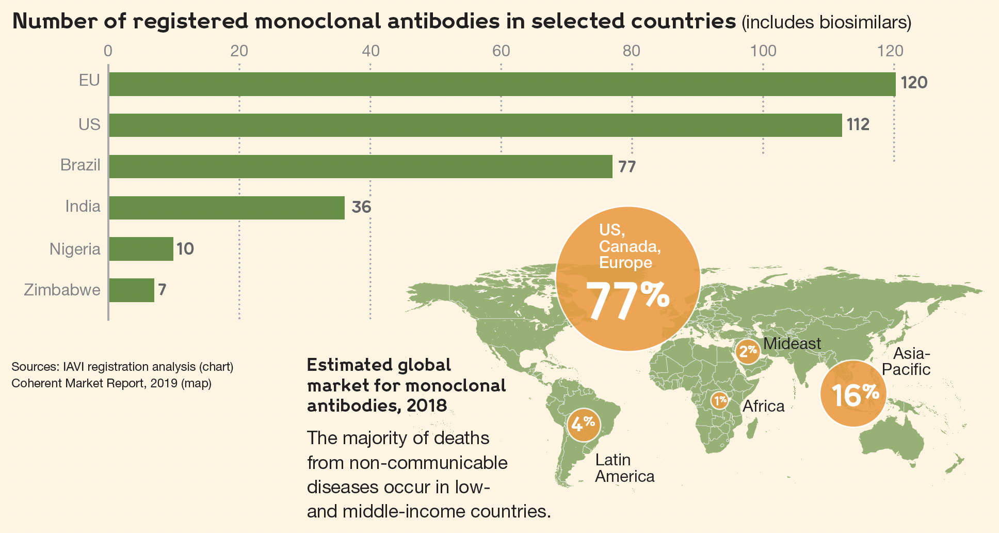 Number of registered monoclonal antibodies in selected countries (includes biosimilars)
0 20 40 60 80 100 120
EU 120
US 112
Brazil 77
India 36
Nigeria 10
Zimbabwe 7
US,
Canada,
Europe
77%
2% Mideast
Asia-
Pacific
16%
1% Africa
4%
Latin
America
Estimated global
market for monoclonal
antibodies, 2018
The majority of deaths
from non-communicable
diseases occur in low-
and middle-income countries.
Sources: IAVI registration analysis (chart)
Coherent Market Report, 2019 (map)